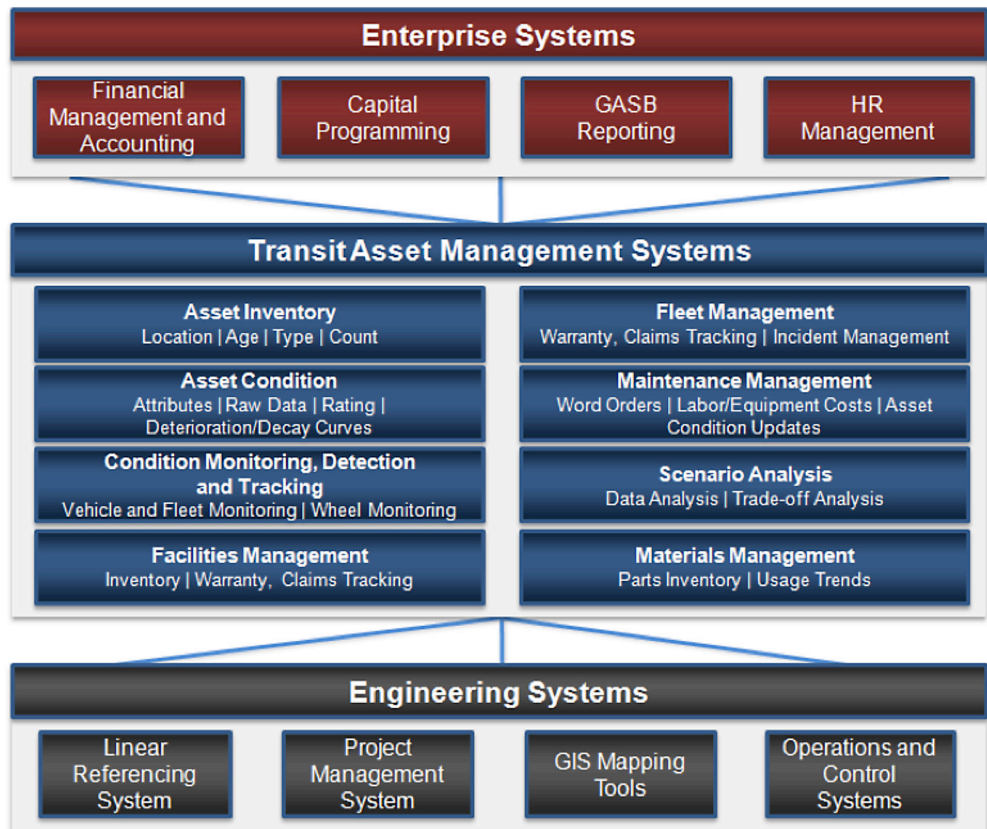 Enterprise Systems
Financial
Management and
Accounting
Capital
Programming
GASB
Reporting
HR
Management
Transit Asset Management Systems
Asset Inventory
Location | Age | Type | Count
Fleet Management
Warranty, Claims Tracking | Incident Management
Asset Condition
Attributes | Raw Data | Rating |
Deterioration/Decay Curves
Maintenance Management
Word Orders | Labor/Equipment Costs | Asset
Condition Updates
Condition Monitoring, Detection
and Tracking
Vehicle and Fleet Monitoring | Wheel Monitoring
Scenario Analysis
Data Analysis | Trade-off Analysis
Facilities Management
Inventory | Warranty, Claims Tracking
Materials Management
Parts Inventory | Usage Trends
Engineering Systems
Linear
Referencing
System
Project
Management
System
GIS Mapping
Tools
Operations and
Control
Systems